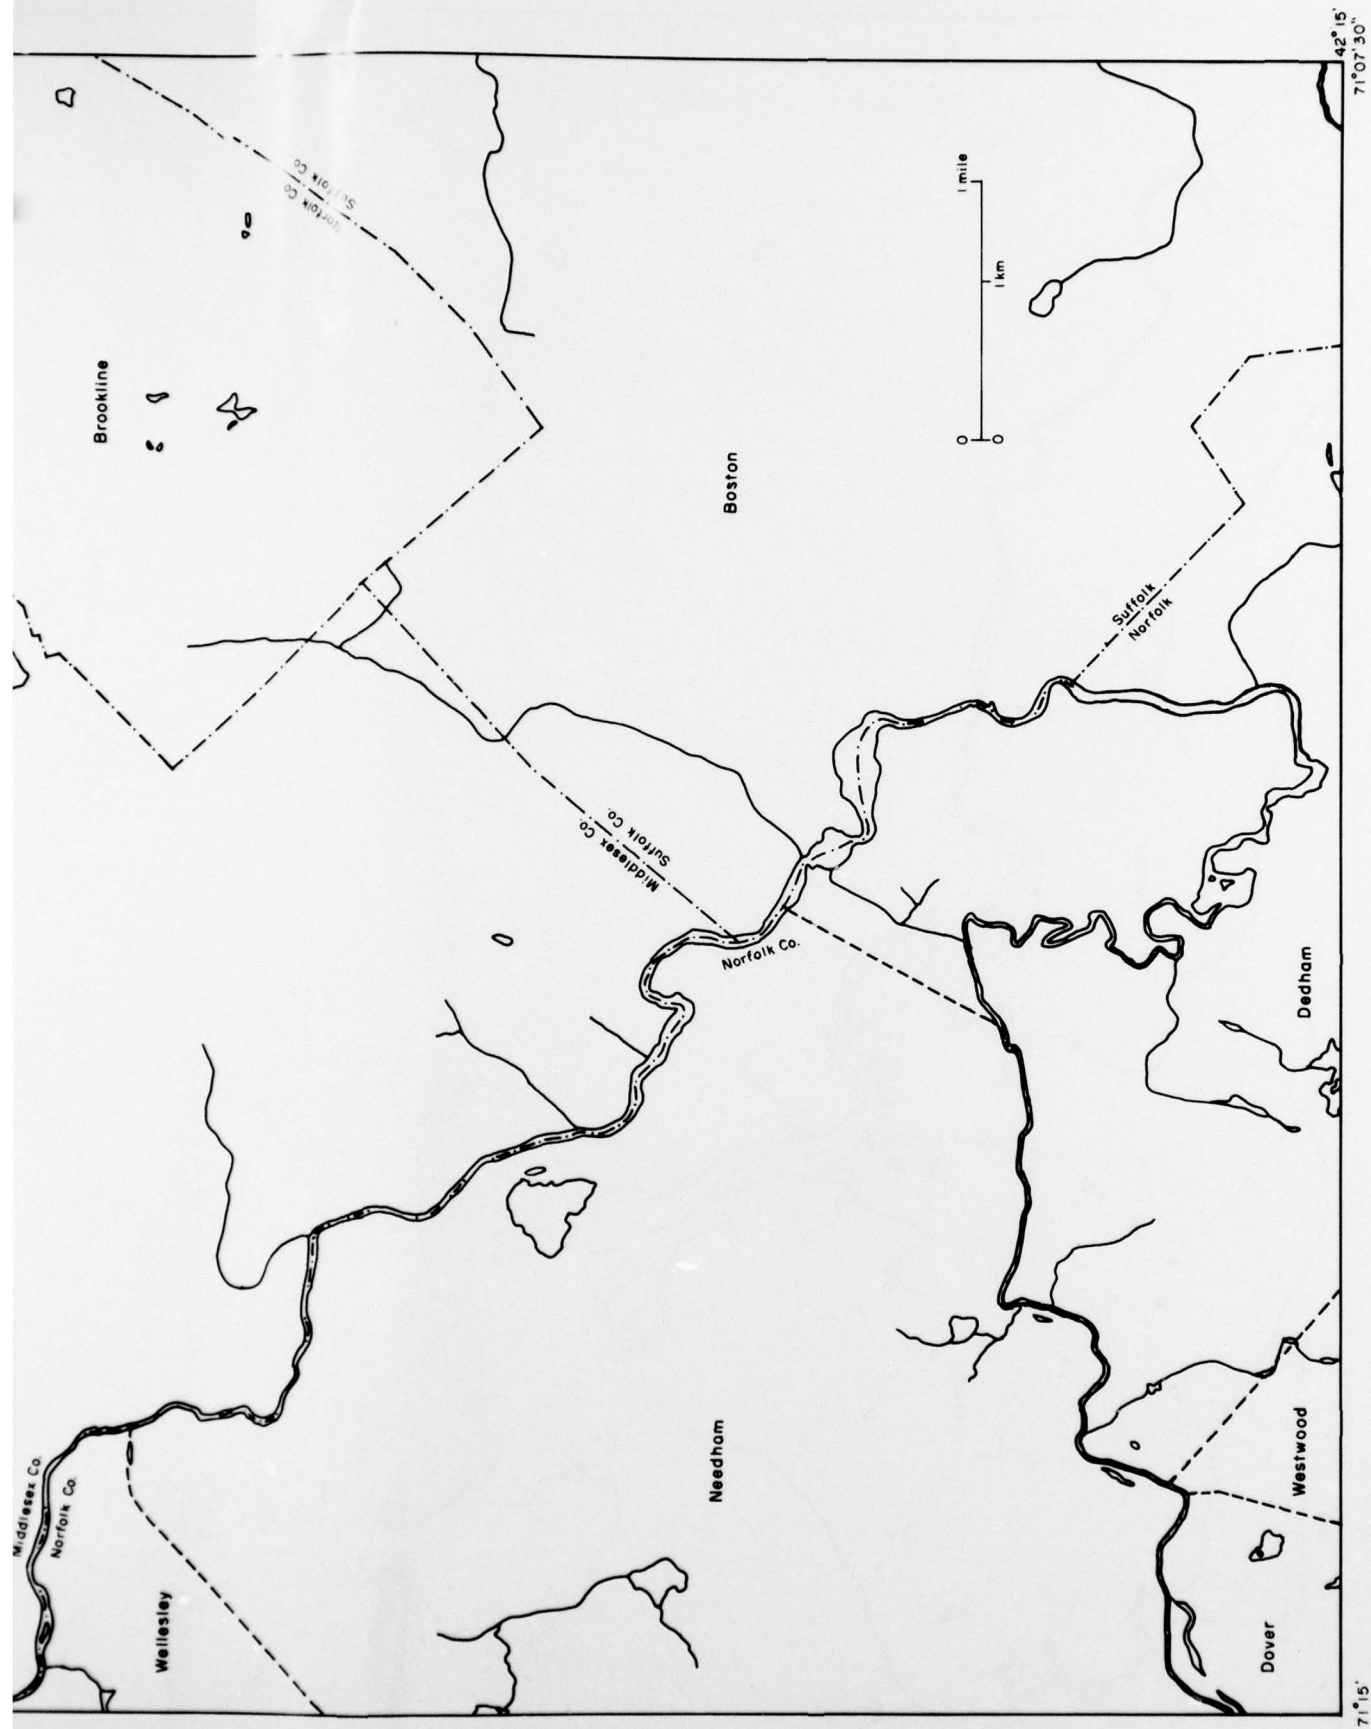 Brookline
Norfolk Co.
Suffolk Co.
1 mile
0
1 km
0
Boston
Middlesex Co.
Suffolk Co.
Suffolk
Norfolk
Norfolk Co.
Middlesex Co.
Norfolk Co.
Wellesley
Needham
Dedham
Westwood
Dover
71°15'
42°15'
71°07'30"